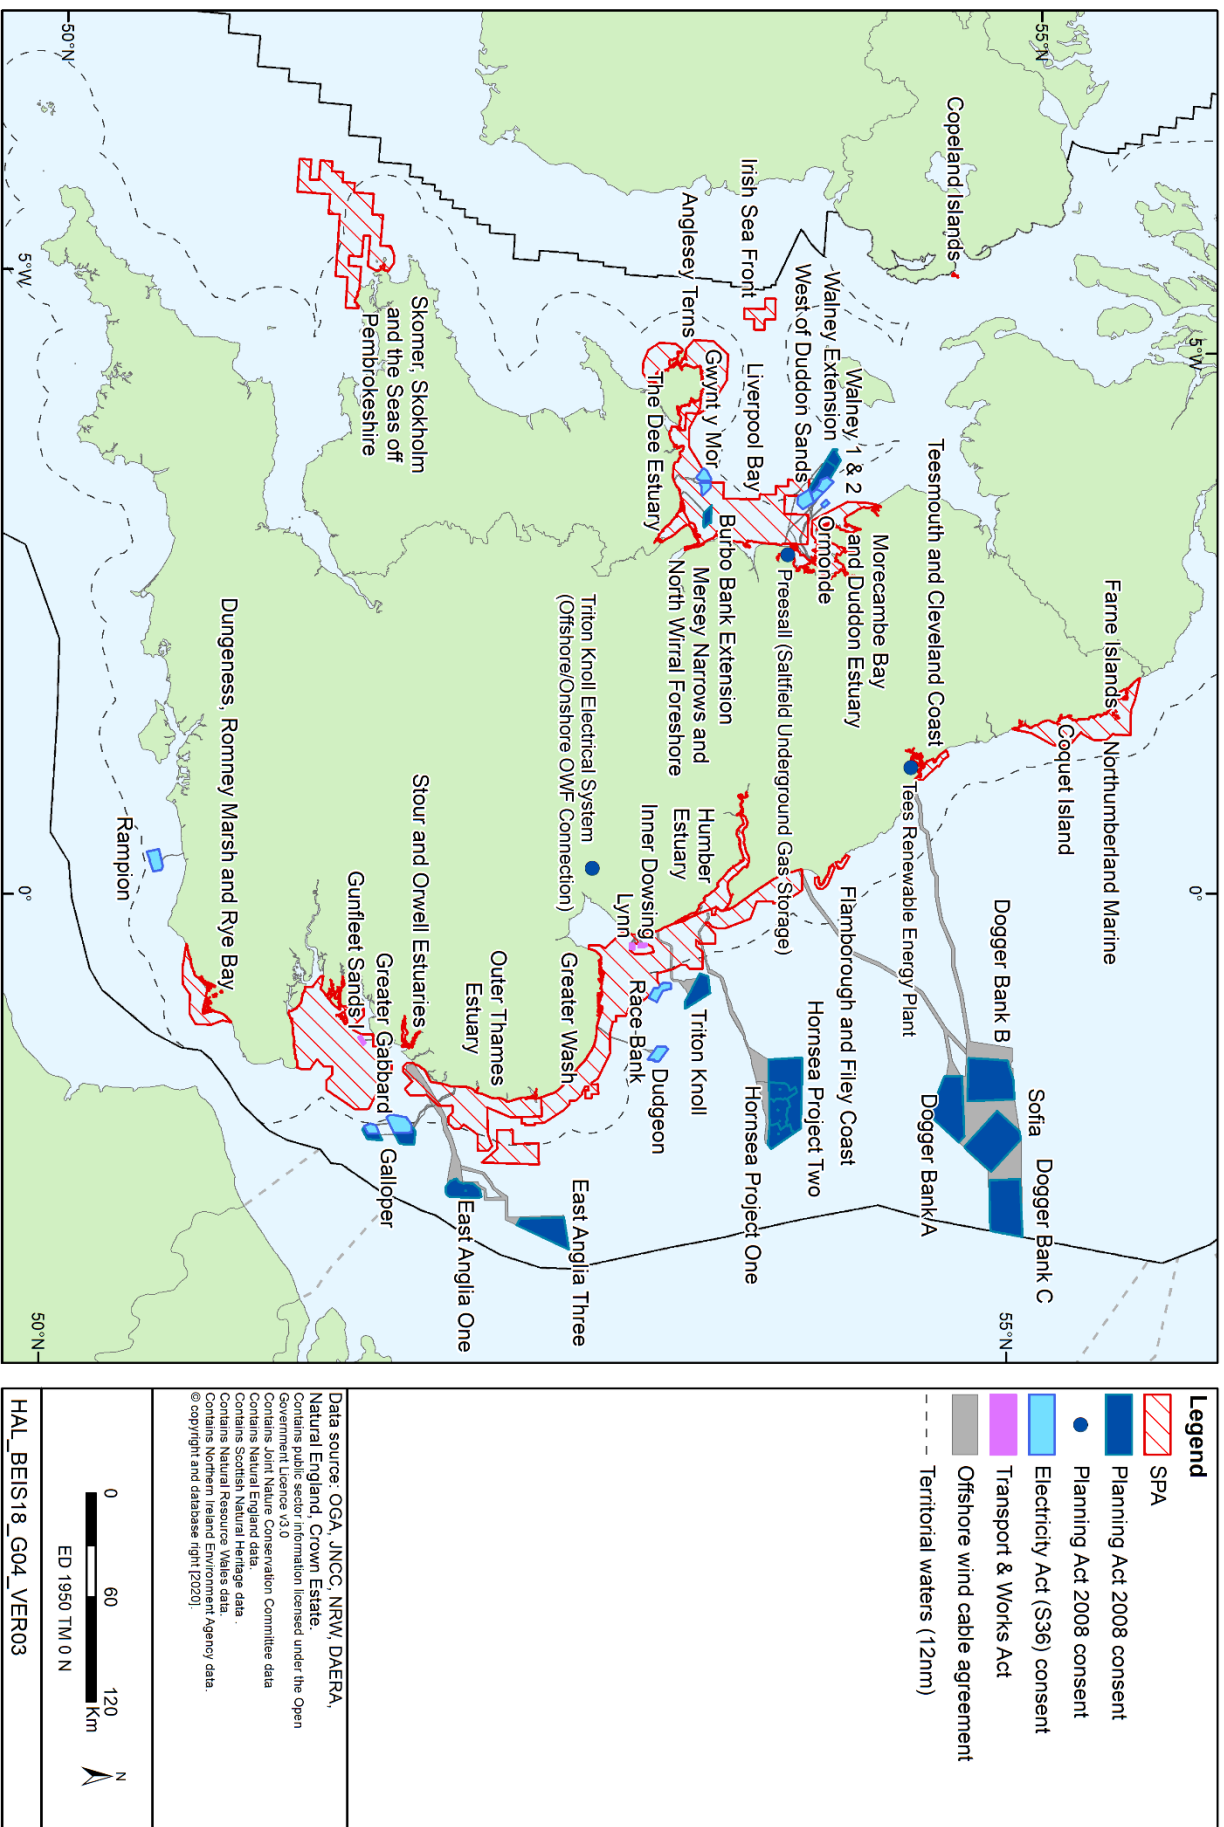 55°N
50°N
5°W
5°W
0°
0°
55°N
50°N
Copeland Islands
Farne Islands
Northumberland Marine
Coquet Island
Teesmouth and Cleveland Coast
Tees Renewable Energy Plant
Dogger Bank B
Sofia
Dogger Bank C
Dogger Bank A
Morecambe Bay
and Duddon Estuary
Walney 1 & 2
Walney Extension
West of Duddon Sands
Ormonde
Flamborough and Filey Coast
Hornsea Project Two
Preesall (Saltfield Underground Gas Storage)
Irish Sea Front
Liverpool Bay
Hornsea Project One
Anglesey Terns
Gwynt y Mor
Burbo Bank Extension
Mersey Narrows and
North Wirral Foreshore
Humber
Estuary
Triton Knoll
The Dee Estuary
Inner Dowsing
Lynn
Race-Bank
Dudgeon
Triton Knoll Electrical System
(Offshore/Onshore OWF Connection)
Greater Wash
East Anglia Three
Outer Thames
Estuary
East Anglia One
Skomer, Skokholm
and the Seas off
Pembrokeshire
Stour and Orwell Estuaries
Greater Gabbard
Galloper
Gunfleet Sands I
Dungeness, Romney Marsh and Rye Bay
Rampion
Legend
SPA
Planning Act 2008 consent
Planning Act 2008 consent
Electricity Act (S36) consent
Transport & Works Act
Offshore wind cable agreement
Territorial waters (12nm)
Data source: OGA, JNCC, NRW, DAERA,
Natural England, Crown Estate.
Contains public sector information licensed under the Open
Government Licence v3.0
Contains Joint Nature Conservation Committee data
Contains Natural England data.
Contains Scottish Natural Heritage data .
Contains Natural Resource Wales data.
Contains Northern Ireland Environment Agency data.
© copyright and database right [2020].
0 60 120
Km
N
ED 1950 TM 0 N
HAL_BEIS18_G04_VER03